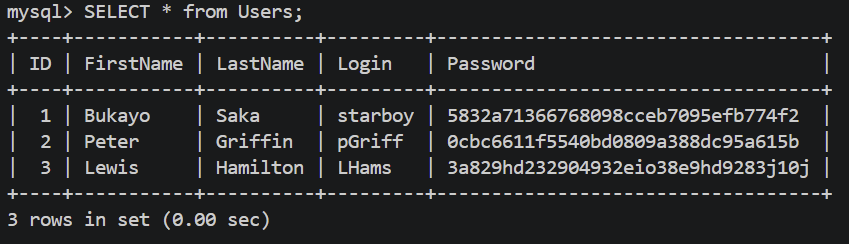 mysql> SELECT * from Users;
+----+-----------+----------+---------+----------------------------------+
| ID | FirstName | LastName | Login   | Password                         |
+----+-----------+----------+---------+----------------------------------+
|  1 | Bukayo    | Saka     | starboy | 5832a71366768098cceb7095efb774f2 |
|  2 | Peter     | Griffin  | pGriff  | 0cbc6611f5540bd0809a388dc95a615b |
|  3 | Lewis     | Hamilton | LHams   | 3a829hd232904932eio38e9hd9283j10j |
+----+-----------+----------+---------+----------------------------------+
3 rows in set (0.00 sec)